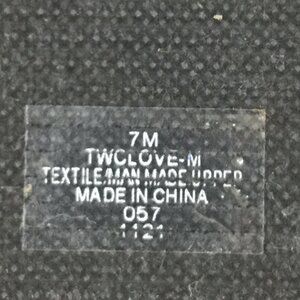 7M
TWCLOVE-M
TEXTILE/MAN MADE UPPER
MADE IN CHINA
057
1121